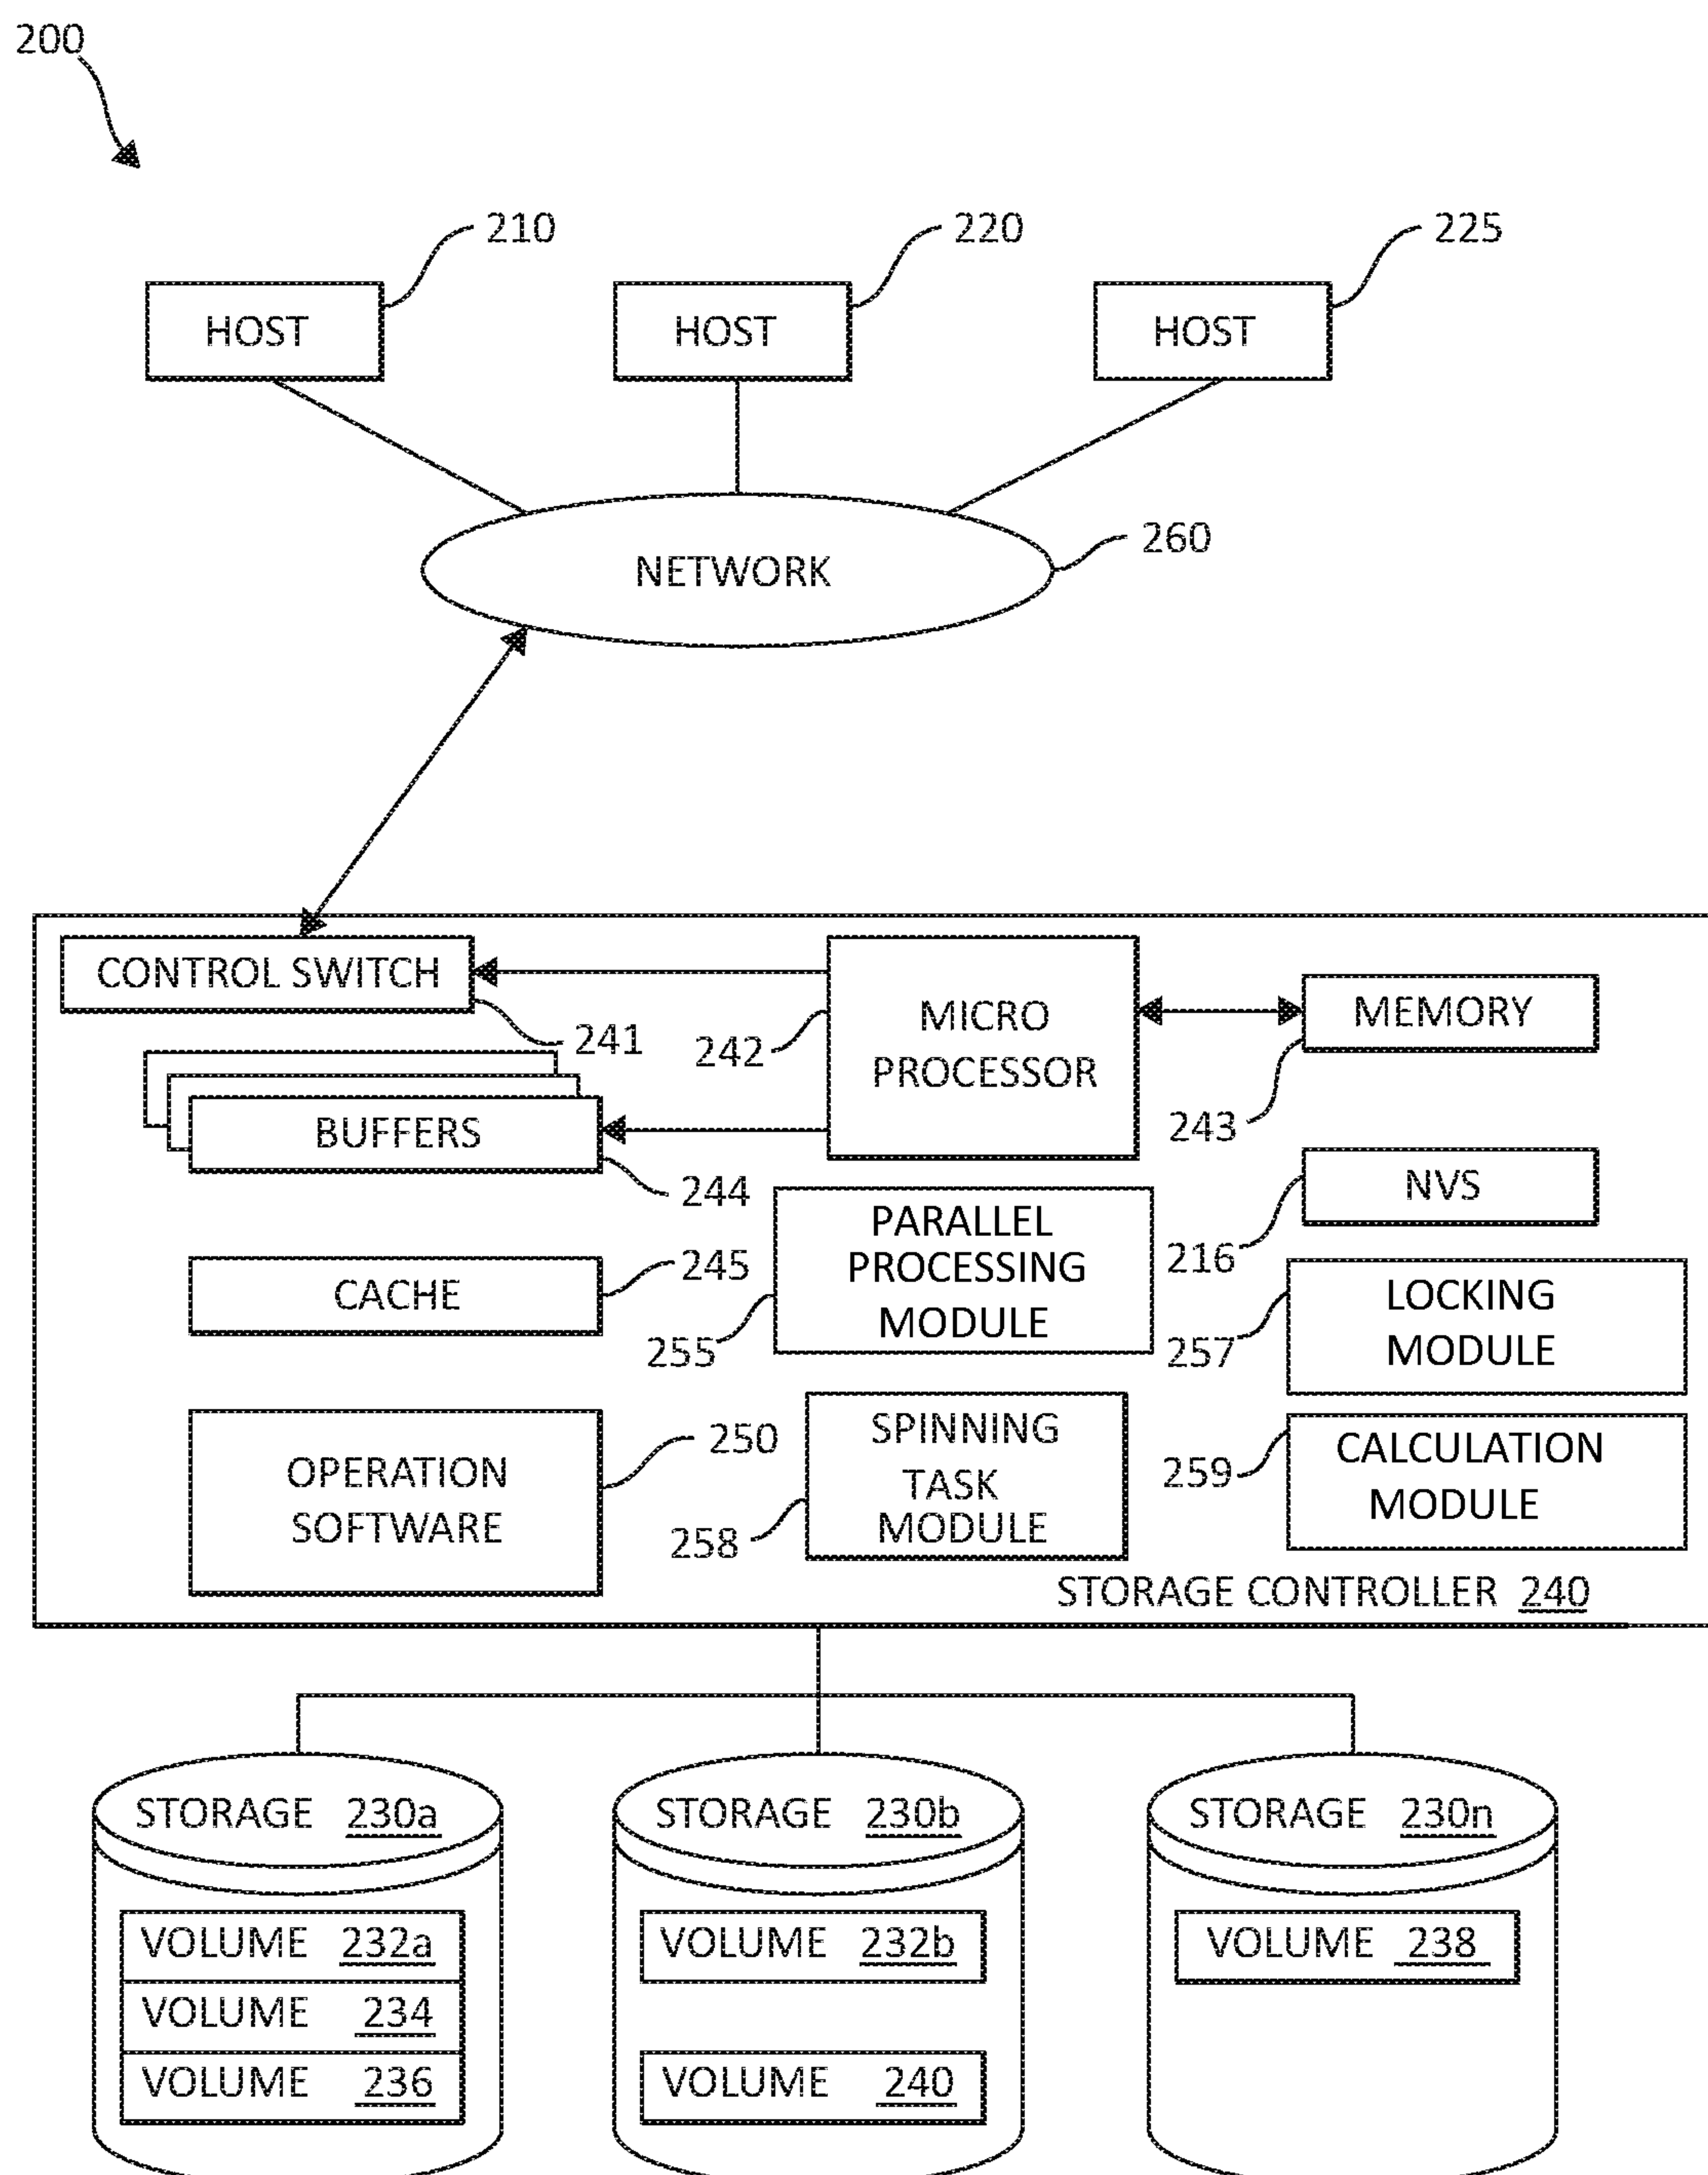 200
210
220
225
HOST
HOST
HOST
260
NETWORK
CONTROL SWITCH
241
242
MICRO
PROCESSOR
MEMORY
243
BUFFERS
244
NVS
216
CACHE
245
PARALLEL
PROCESSING
MODULE
255
LOCKING
MODULE
257
OPERATION
SOFTWARE
250
SPINNING
TASK
MODULE
258
CALCULATION
MODULE
259
STORAGE CONTROLLER 240
STORAGE 230a
VOLUME 232a
VOLUME 234
VOLUME 236
STORAGE 230b
VOLUME 232b
VOLUME 240
STORAGE 230n
VOLUME 238